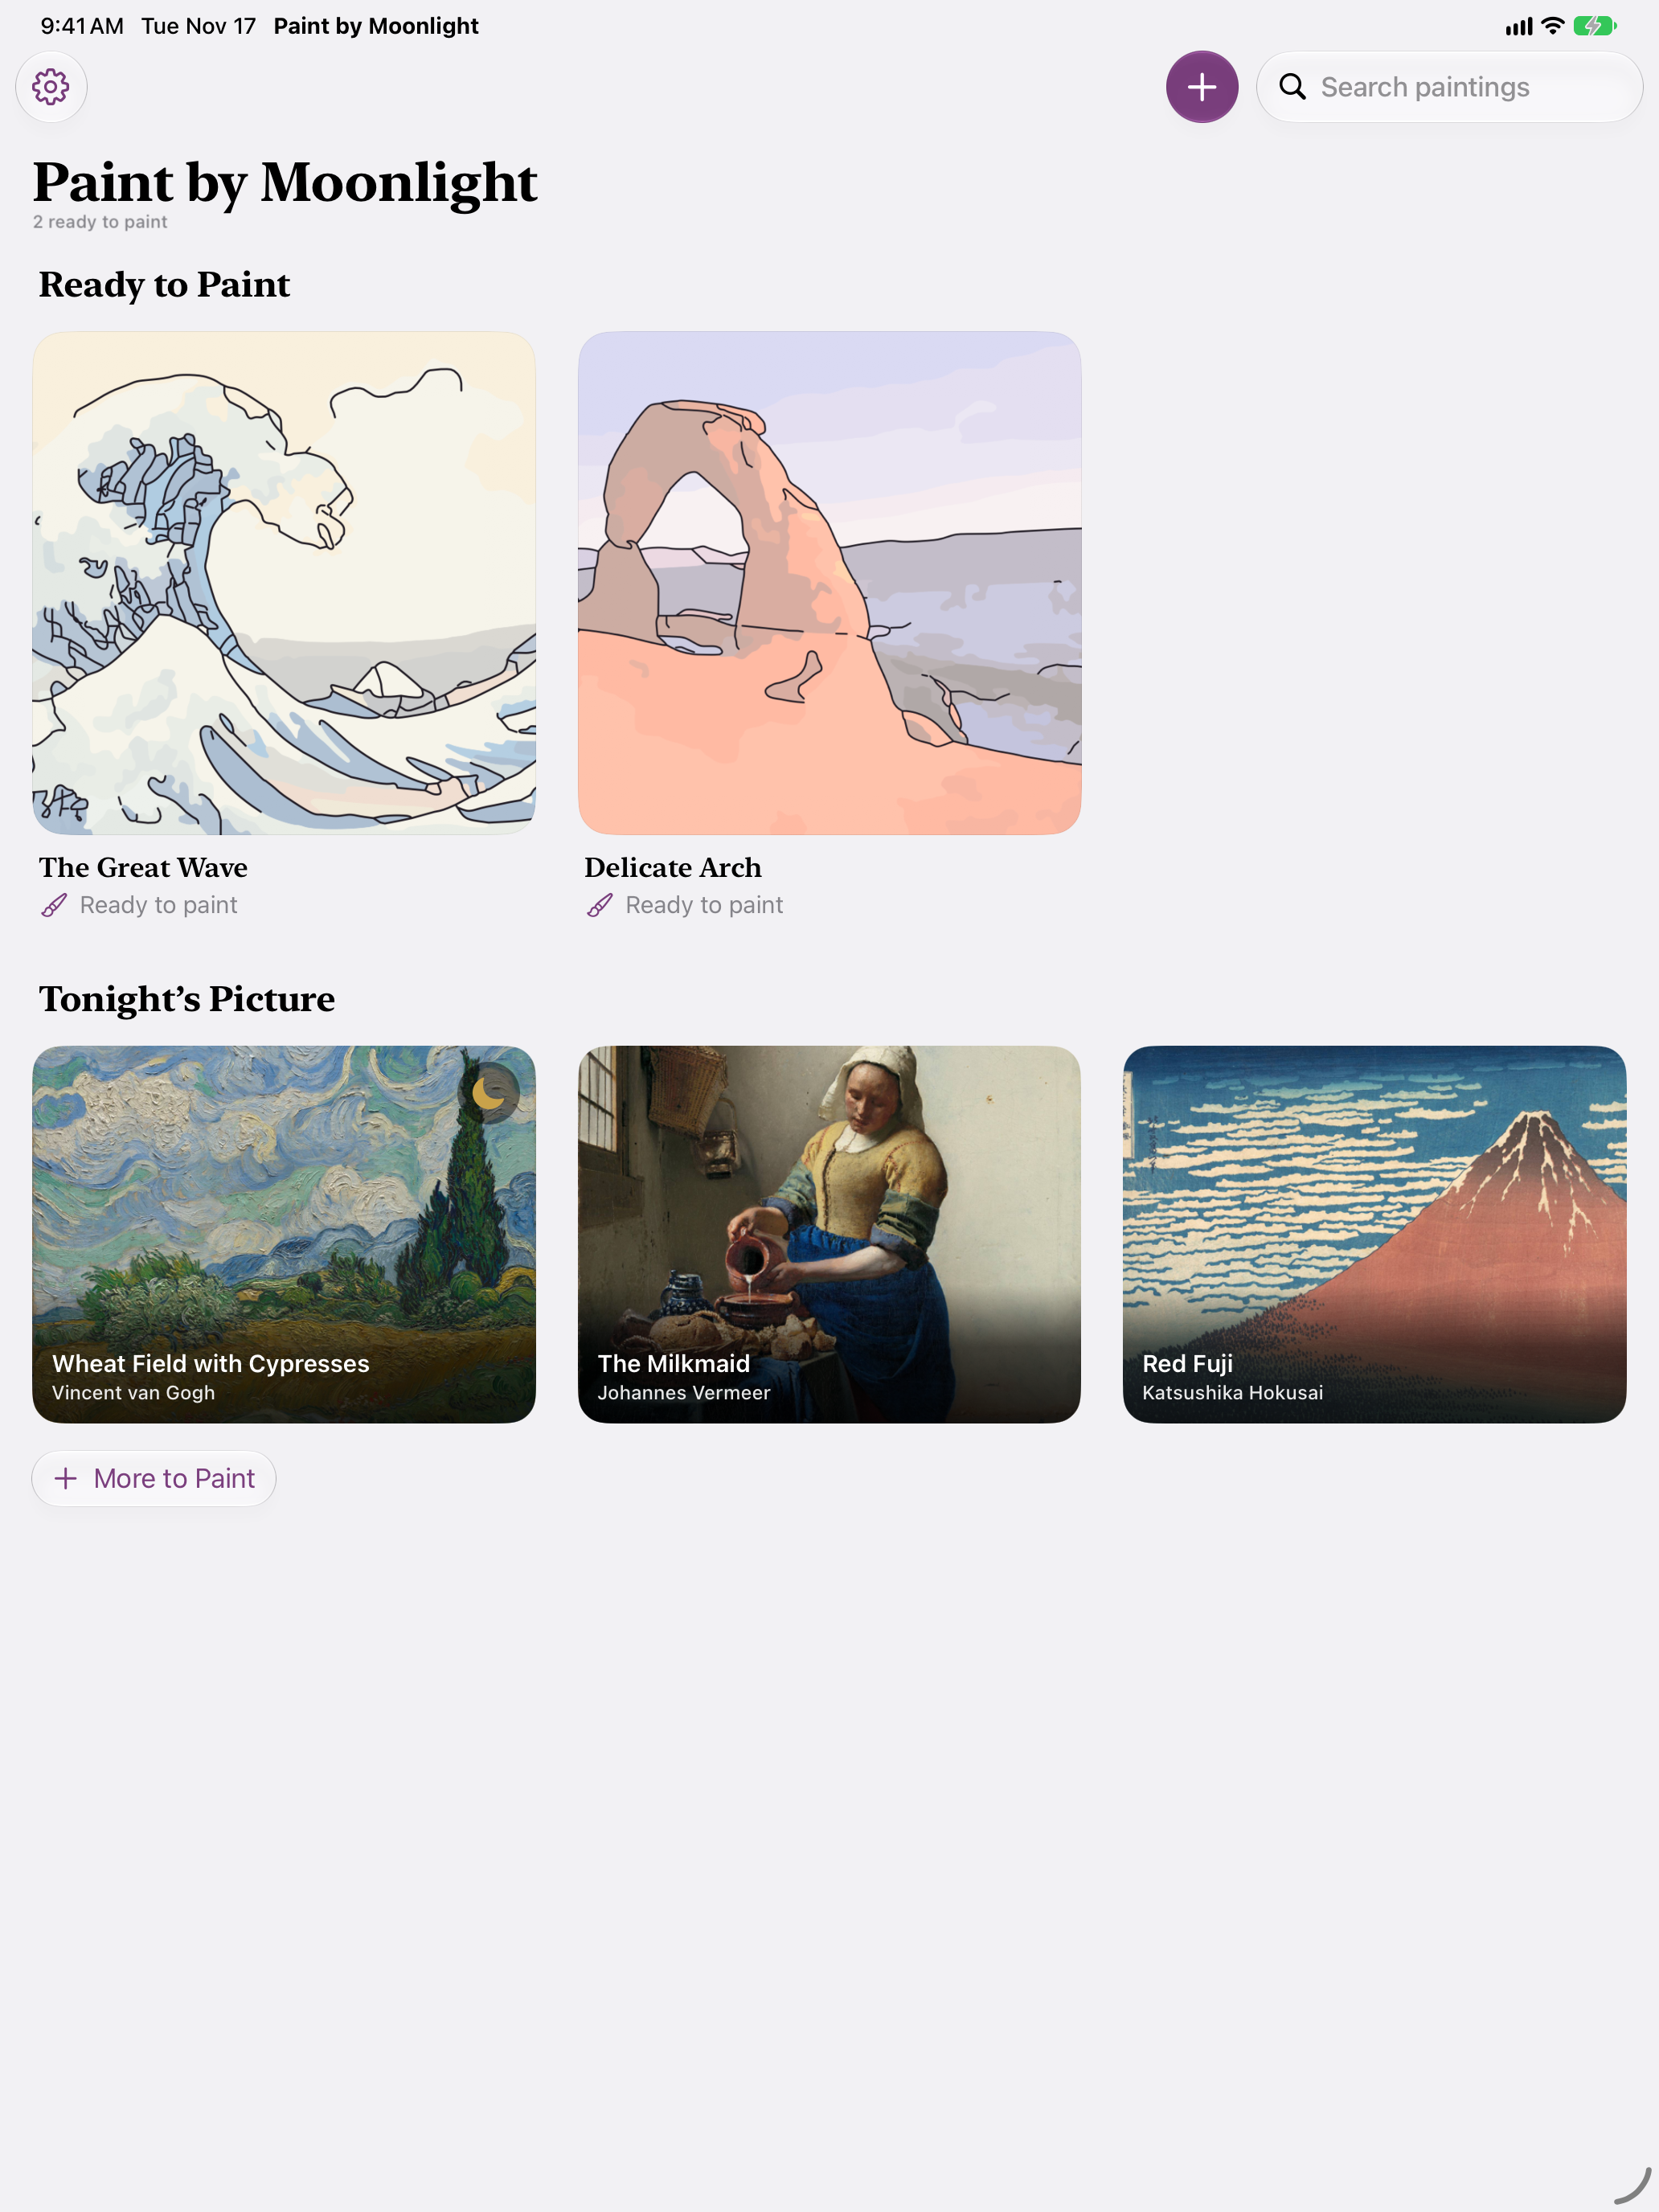 9:41 AM Tue Nov 17 Paint by Moonlight
Search paintings
Paint by Moonlight
2 ready to paint
Ready to Paint
The Great Wave
Ready to paint
Delicate Arch
Ready to paint
Tonight’s Picture
Wheat Field with Cypresses
Vincent van Gogh
The Milkmaid
Johannes Vermeer
Red Fuji
Katsushika Hokusai
More to Paint